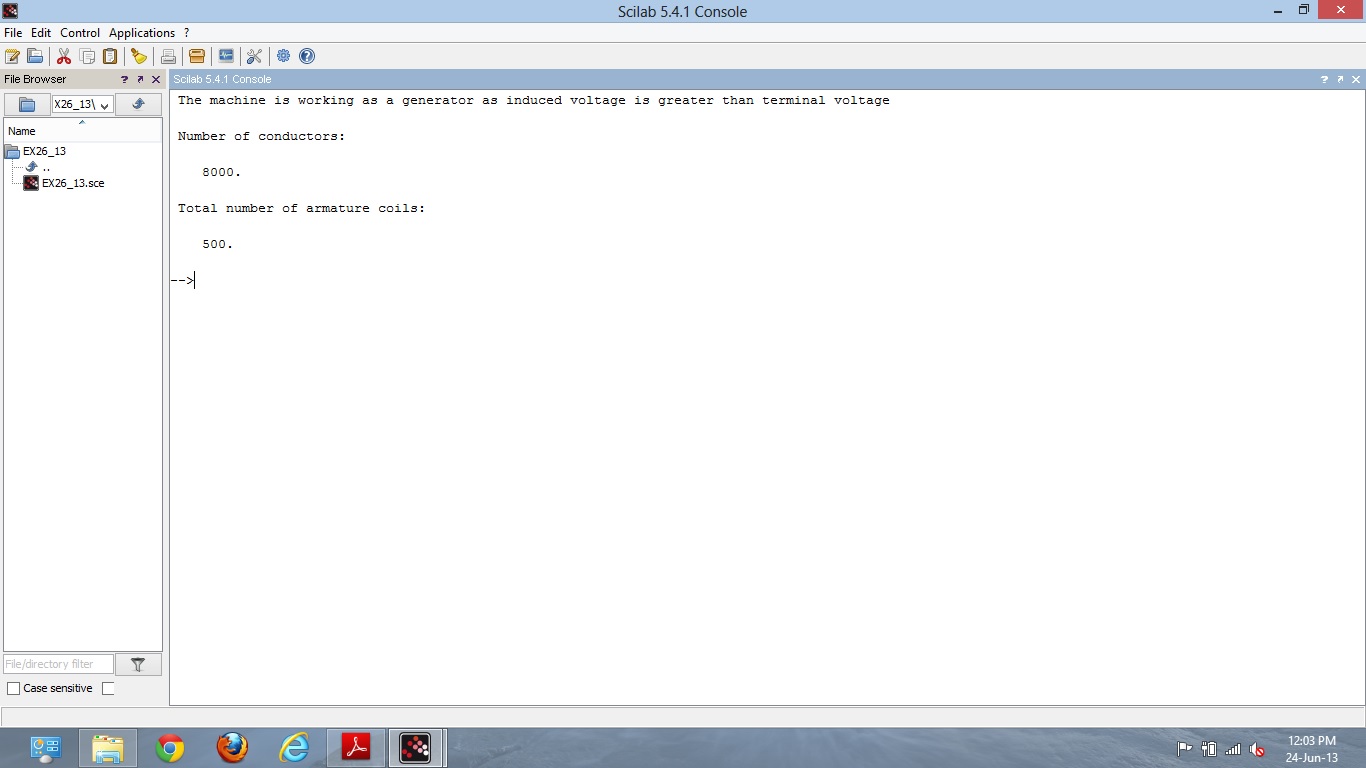 Scilab 5.4.1 Console
File Edit Control Applications ?
File Browser ? Scilab 5.4.1 Console ?
X26_13\
Name
EX26_13
..
EX26_13.sce
The machine is working as a generator as induced voltage is greater than terminal voltage
Number of conductors:
8000.
Total number of armature coils:
500.
-->
File/directory filter
Case sensitive
12:03 PM
24-Jun-13